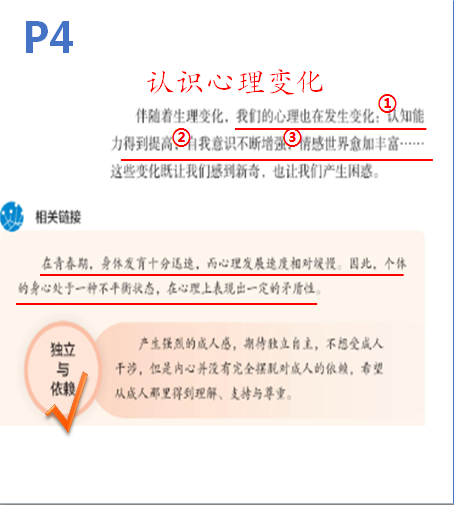 P4
认识心理变化
伴随着生理变化，我们的心理也在发生变化：①认知能
力得到提高，②自我意识不断增强，③情感世界愈加丰富……
这些变化既让我们感到新奇，也让我们产生困惑。
相关链接
在青春期，身体发育十分迅速，而心理发展速度相对缓慢。因此，个体
的身心处于一种不平衡状态，在心理上表现出一定的矛盾性。
独立
与
依赖
产生强烈的成人感，期待独立自主，不想受成人
干涉，但是内心并没有完全摆脱对成人的依赖，希望
从成人那里得到理解、支持与尊重。